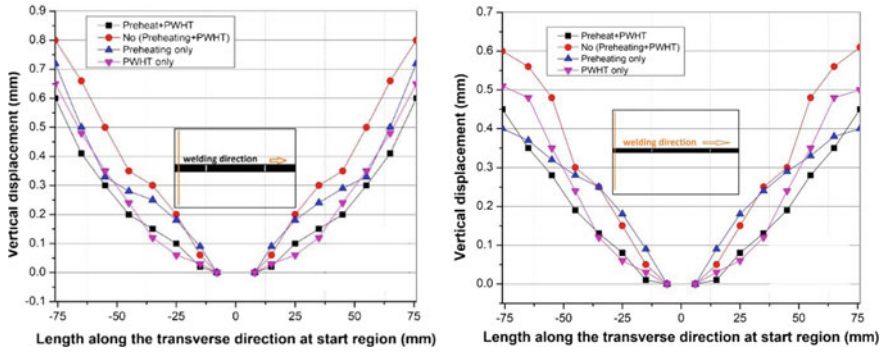 Vertical displacement (mm)
0.9
0.8
0.7
0.6
0.5
0.4
0.3
0.2
0.1
0.0
-0.1
Preheat+PWHT
No (Preheating+PWHT)
Preheating only
PWHT only
welding direction
-75 -50 -25 0 25 50 75
Length along the transverse direction at start region (mm)
Vertical displacement (mm)
0.7
0.6
0.5
0.4
0.3
0.2
0.1
0.0
Preheat+PWHT
No (Preheating+PWHT)
Preheating only
PWHT only
welding direction
-75 -50 -25 0 25 50 75
Length along the transverse direction at start region (mm)